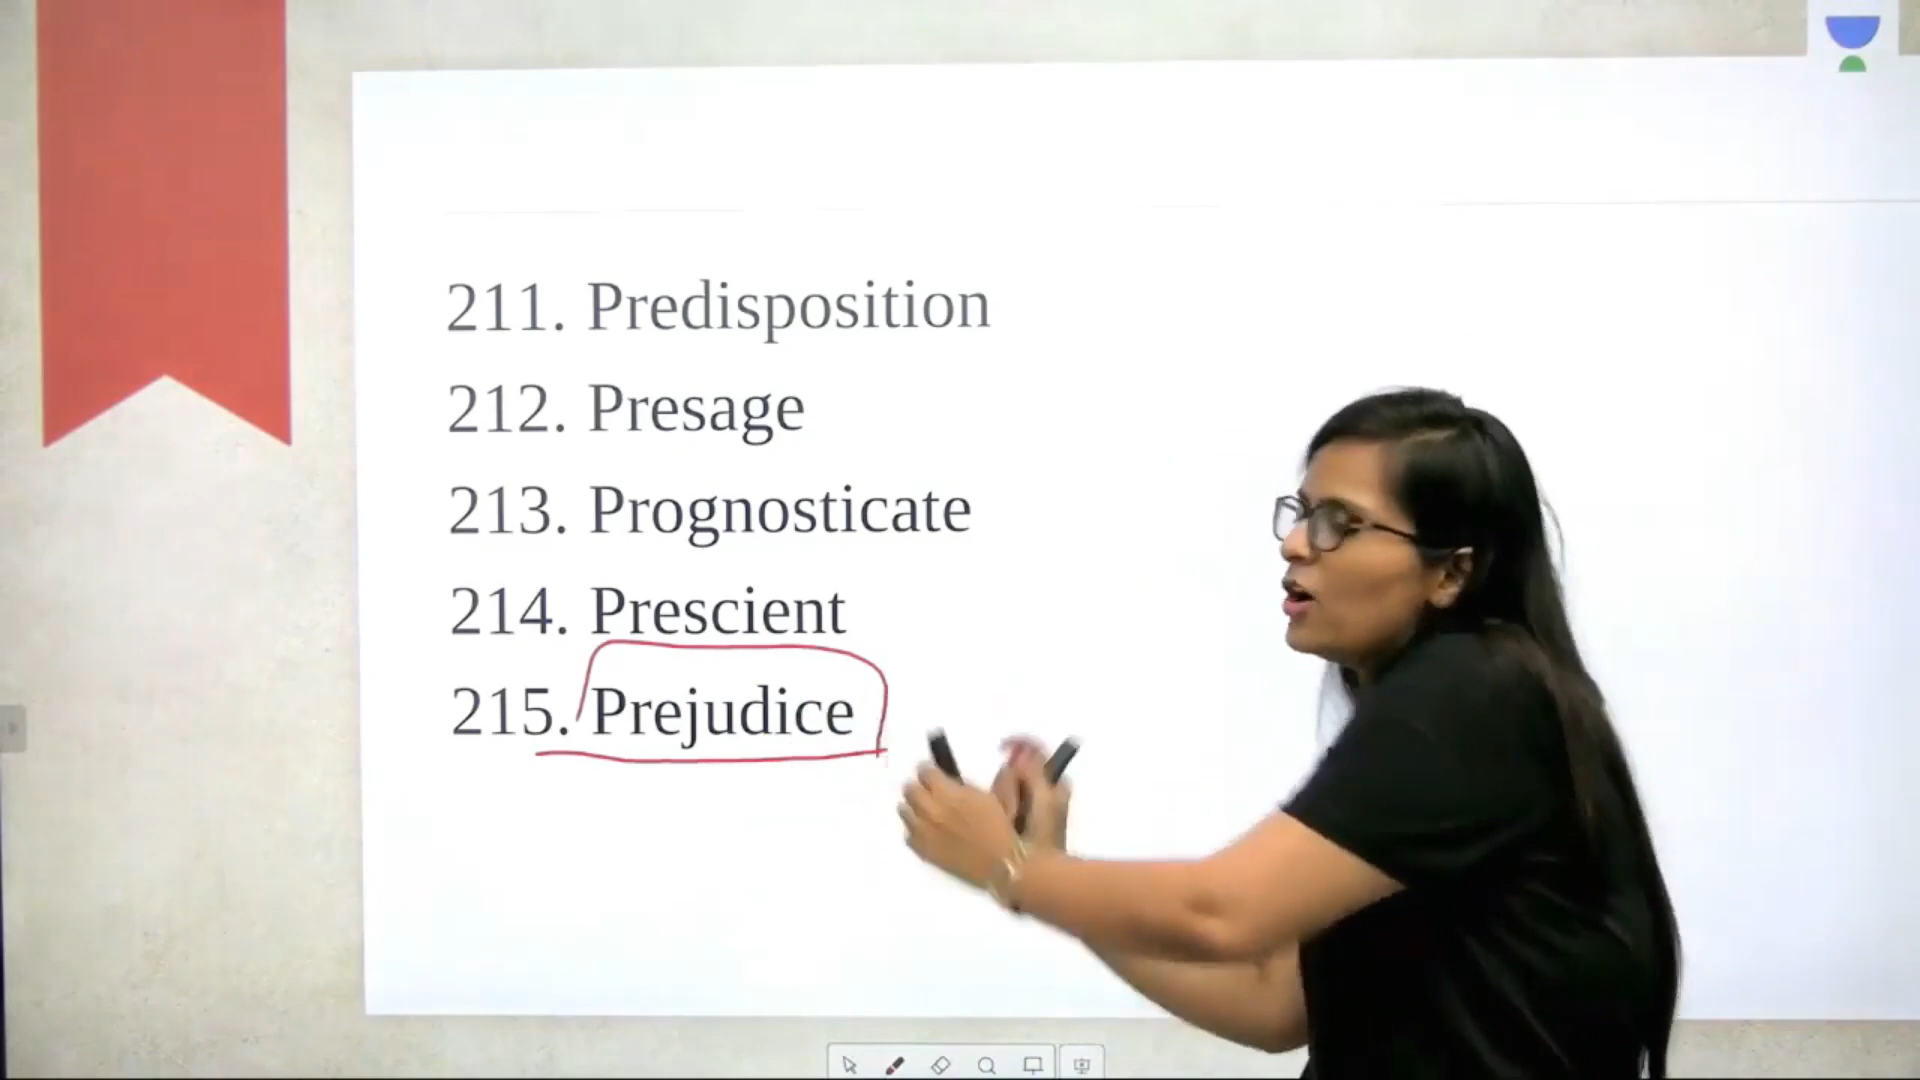 211. Predisposition
212. Presage
213. Prognosticate
214. Prescient
215. Prejudice